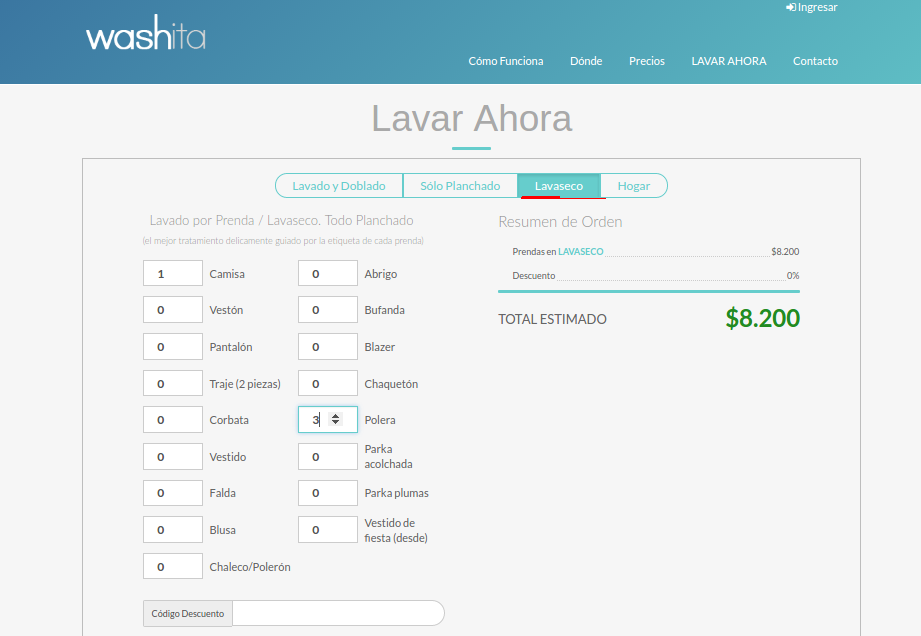 Ingresar
washita
Cómo Funciona Dónde Precios LAVAR AHORA Contacto
Lavar Ahora
Lavado y Doblado Sólo Planchado Lavaseco Hogar
Lavado por Prenda / Lavaseco. Todo Planchado
(el mejor tratamiento delicamente guiado por la etiqueta de cada prenda)
1 Camisa 0 Abrigo
0 Vestón 0 Bufanda
0 Pantalón 0 Blazer
0 Traje (2 piezas) 0 Chaquetón
0 Corbata 3 Polera
0 Vestido 0 Parka
acolchada
0 Falda 0 Parka plumas
0 Blusa 0 Vestido de
fiesta (desde)
0 Chaleco/Polerón
Código Descuento
Resumen de Orden
Prendas en LAVASECO $8.200
Descuento 0%
TOTAL ESTIMADO $8.200